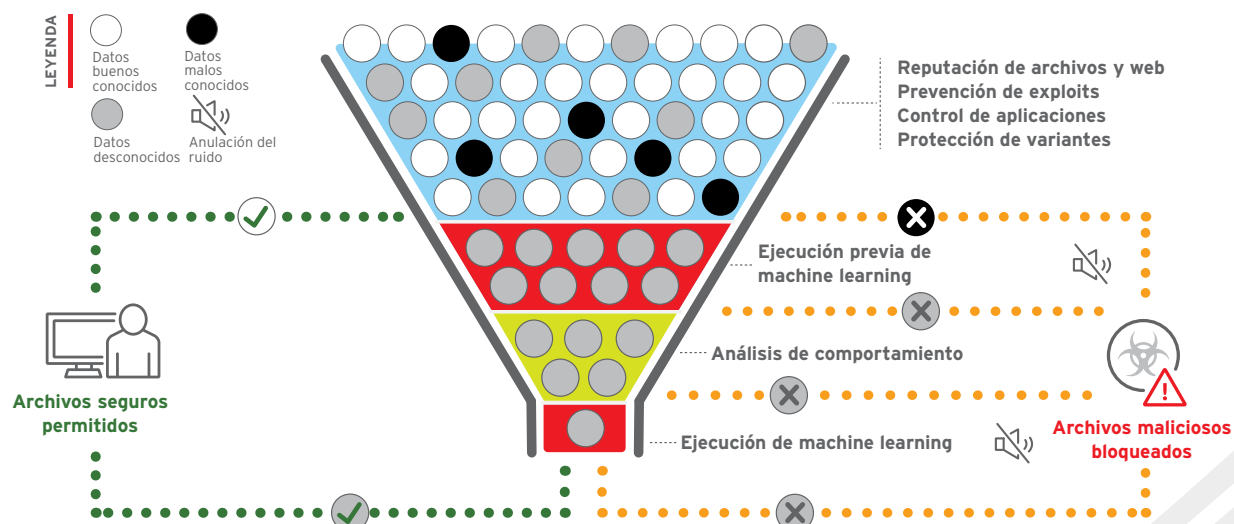 LEYENDA
Datos
buenos
conocidos
Datos
malos
conocidos
Datos
desconocidos
Anulación del
ruido
Reputación de archivos y web
Prevención de exploits
Control de aplicaciones
Protección de variantes
Ejecución previa de
machine learning
Análisis de comportamiento
Ejecución de machine learning
Archivos seguros
permitidos
Archivos maliciosos
bloqueados